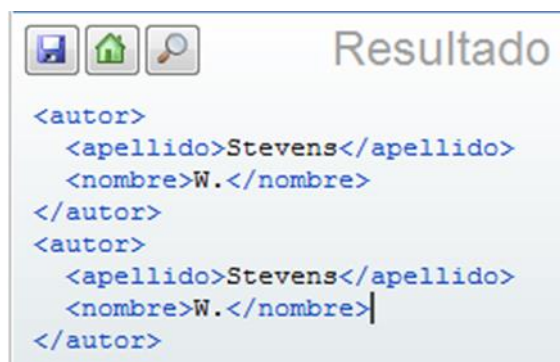 Resultado
<autor>
<apellido>Stevens</apellido>
<nombre>W.</nombre>
</autor>
<autor>
<apellido>Stevens</apellido>
<nombre>W.</nombre>
</autor>